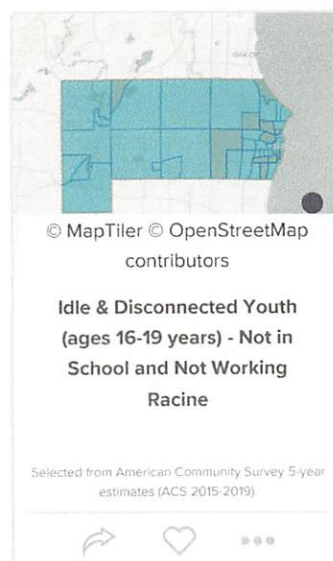 © MapTiler © OpenStreetMap
contributors
Idle & Disconnected Youth
(ages 16-19 years) - Not in
School and Not Working
Racine
Selected from American Community Survey 5-year
estimates (ACS 2015-2019).